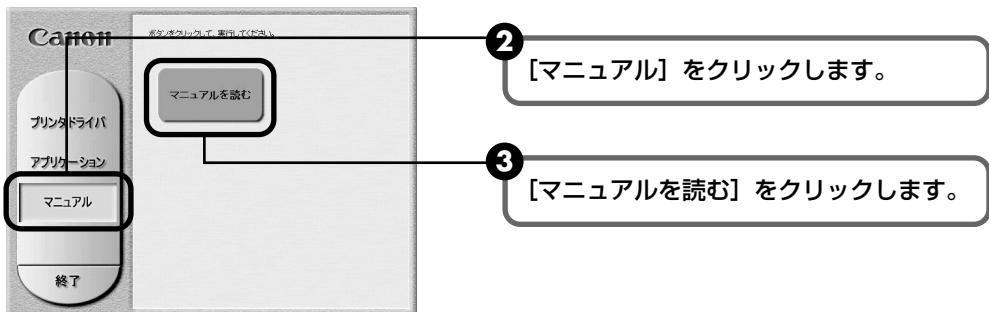 Canon
ボタンをクリックして、実行してください。
マニュアルを読む
プリンタドライバ
アプリケーション
マニュアル
終了
2
[マニュアル] をクリックします。
3
[マニュアルを読む] をクリックします。